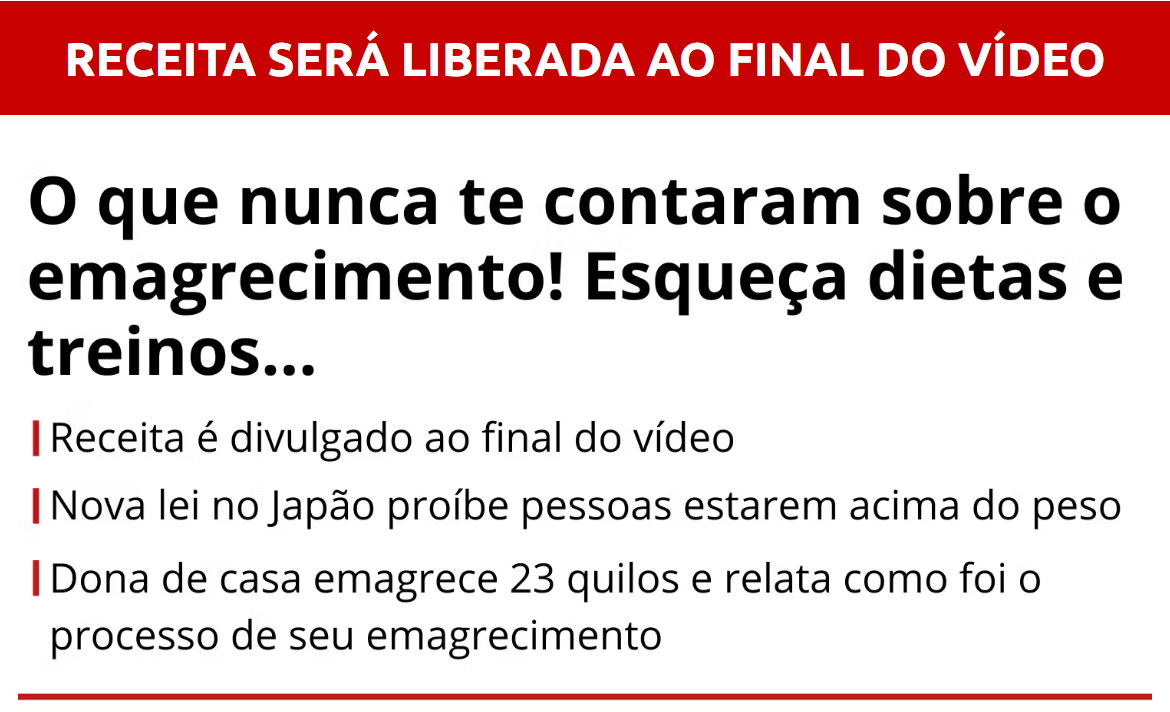 RECEITA SERÁ LIBERADA AO FINAL DO VÍDEO
O que nunca te contaram sobre o
emagrecimento! Esqueça dietas e
treinos...
Receita é divulgado ao final do vídeo
Nova lei no Japão proíbe pessoas estarem acima do peso
Dona de casa emagrece 23 quilos e relata como foi o
processo de seu emagrecimento